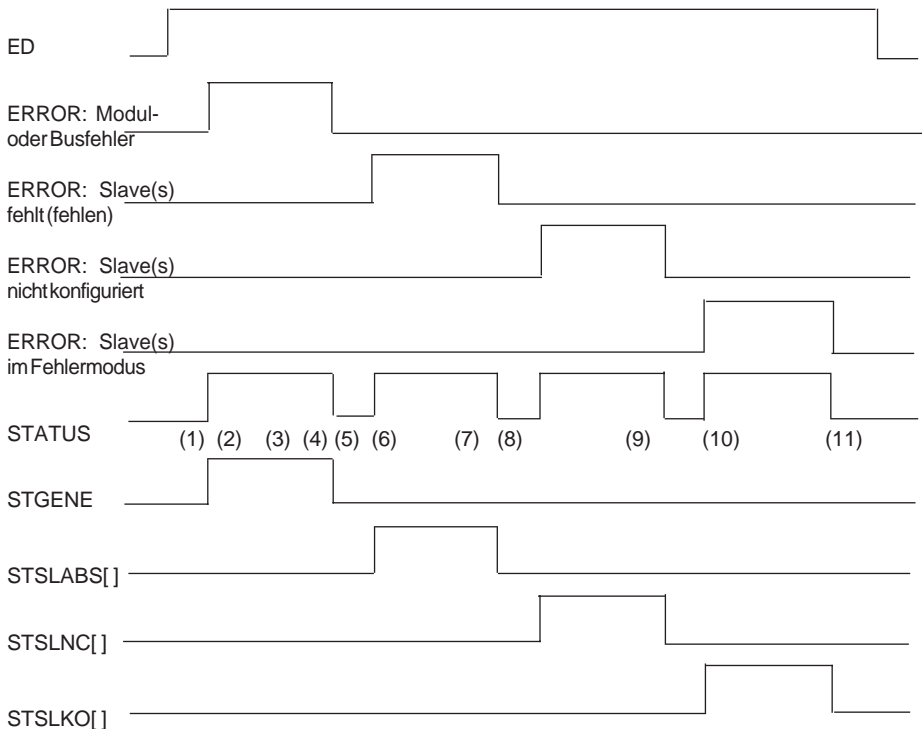 ED
ERROR: Modul-
oder Busfehler
ERROR: Slave(s)
fehlt (fehlen)
ERROR: Slave(s)
nicht konfiguriert
ERROR: Slave(s)
im Fehlermodus
STATUS
(1) (2) (3) (4) (5) (6) (7) (8) (9) (10) (11)
STGENE
STSLABS[ ]
STSLNC[ ]
STSLKO[ ]